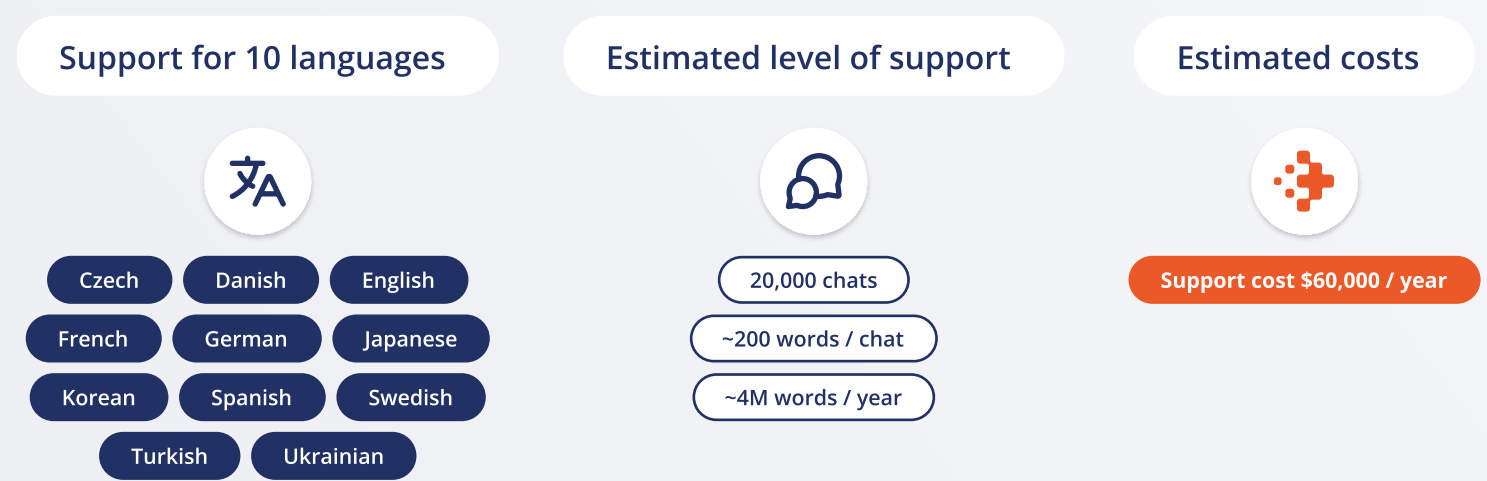 Support for 10 languages
Czech
Danish
English
French
German
Japanese
Korean
Spanish
Swedish
Turkish
Ukrainian
Estimated level of support
20,000 chats
~200 words / chat
~4M words / year
Estimated costs
Support cost $60,000 / year